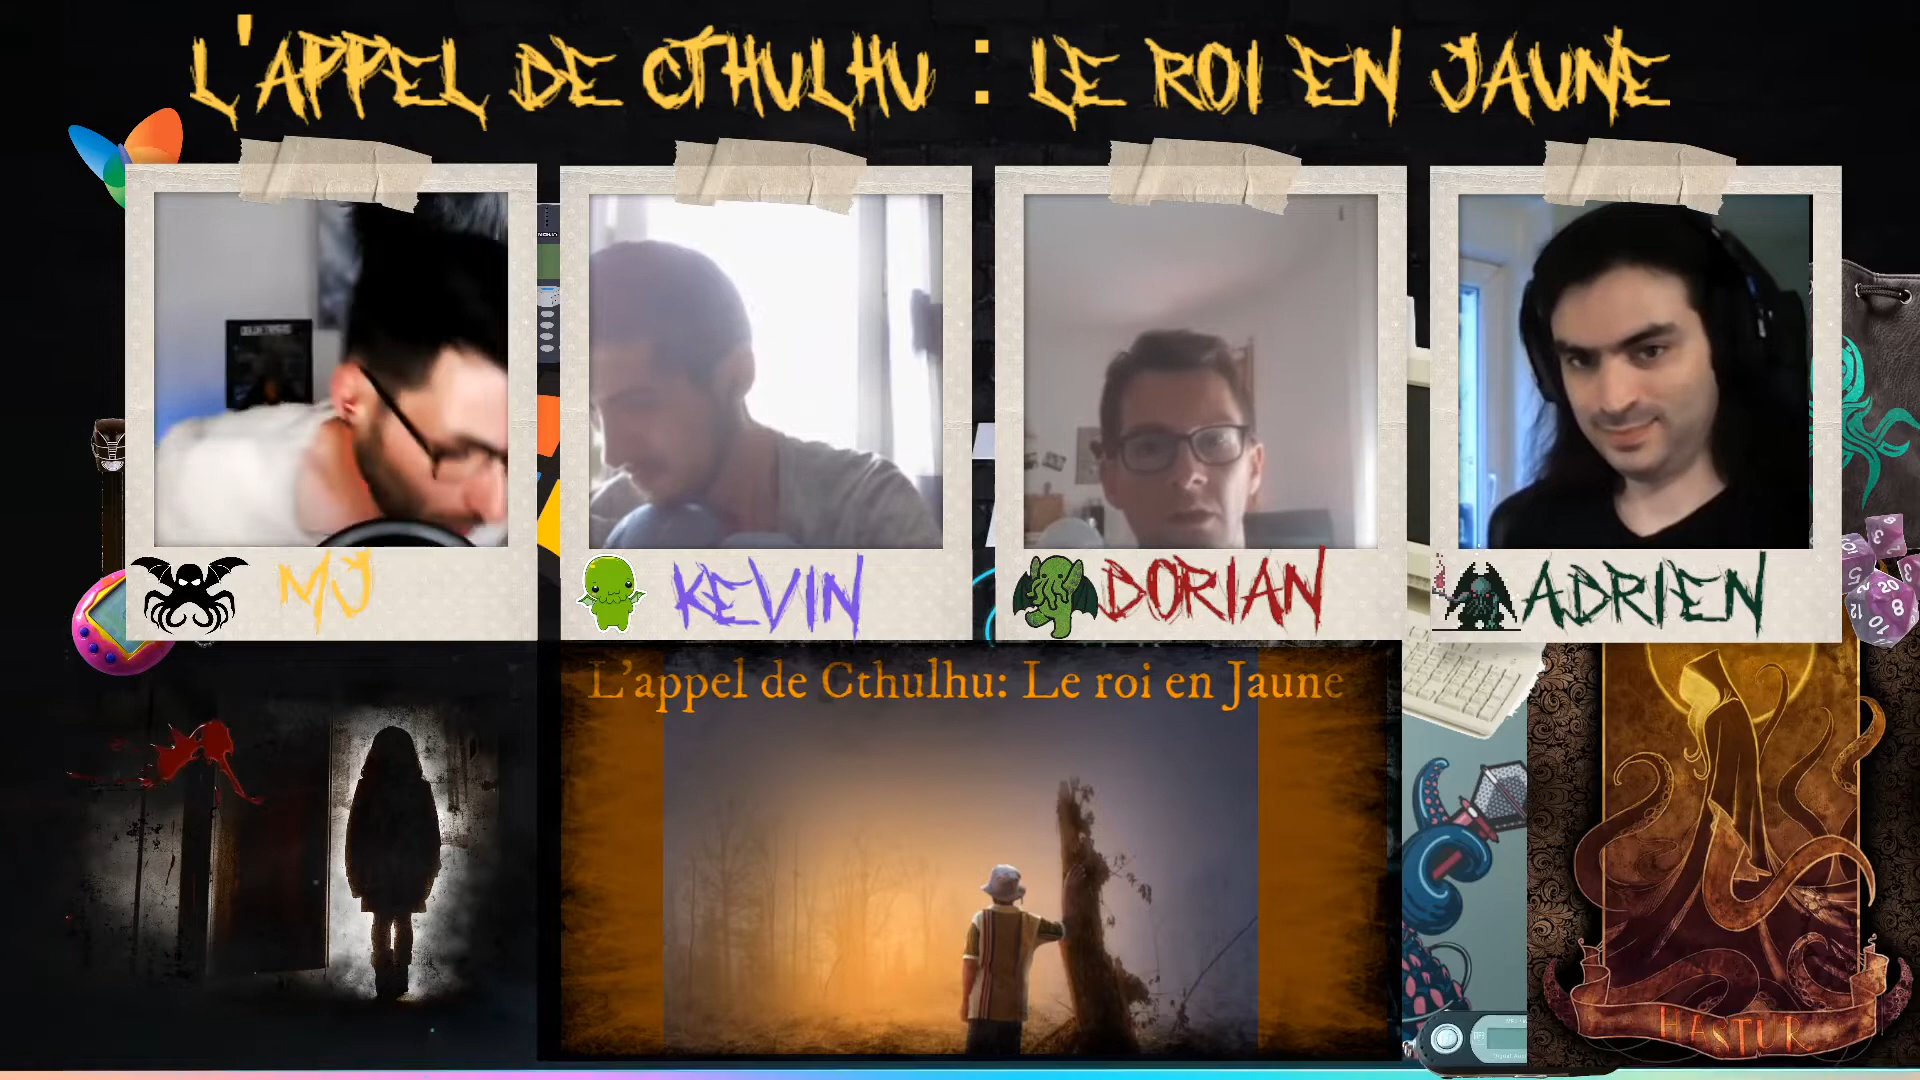 L'APPEL DE CTHULHU : LE ROI EN JAUNE
MJ
KEVIN
DORIAN
ADRIEN
L'appel de Cthulhu: Le roi en Jaune
HASTUR